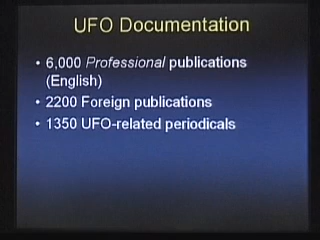 UFO Documentation
• 6,000 Professional publications
(English)
• 2200 Foreign publications
• 1350 UFO-related periodicals